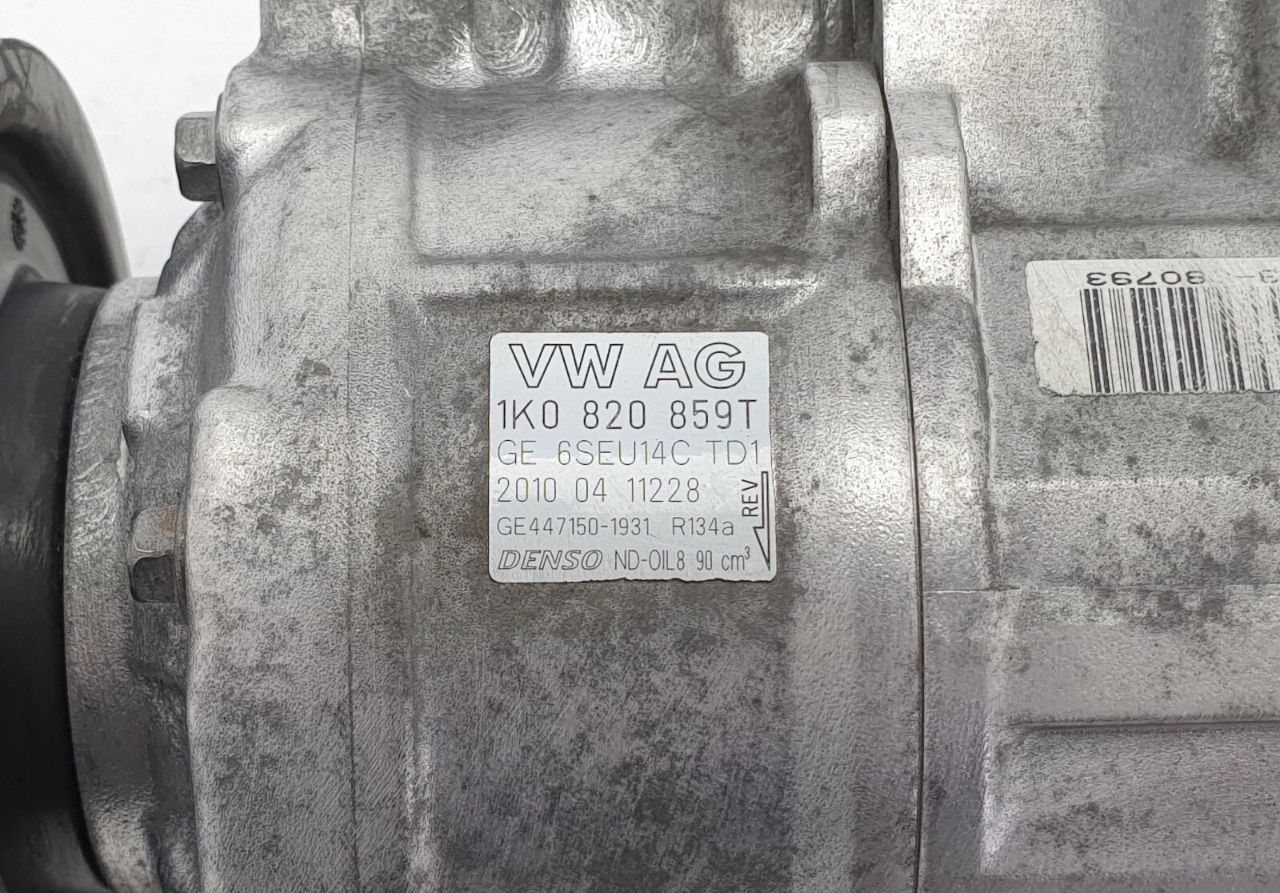 VW AG
1K0 820 859T
GE 6SEU14C TD1
2010 04 11228
REV
GE447150-1931 R134a
DENSO ND-OIL8 90 cm³
80793